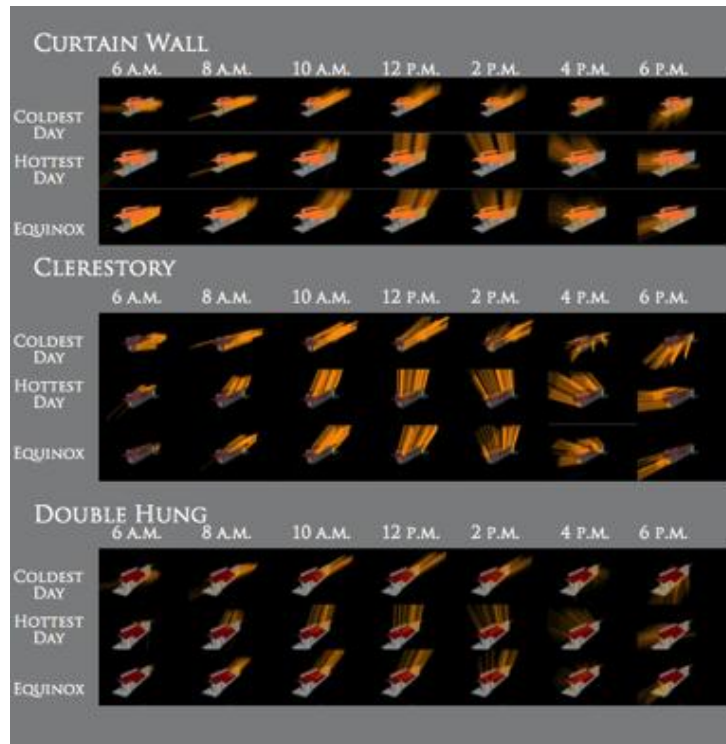 CURTAIN WALL
6 A.M. 8 A.M. 10 A.M. 12 P.M. 2 P.M. 4 P.M. 6 P.M.
COLDEST
DAY
HOTTEST
DAY
EQUINOX
CLERESTORY
6 A.M. 8 A.M. 10 A.M. 12 P.M. 2 P.M. 4 P.M. 6 P.M.
COLDEST
DAY
HOTTEST
DAY
EQUINOX
DOUBLE HUNG
6 A.M. 8 A.M. 10 A.M. 12 P.M. 2 P.M. 4 P.M. 6 P.M.
COLDEST
DAY
HOTTEST
DAY
EQUINOX